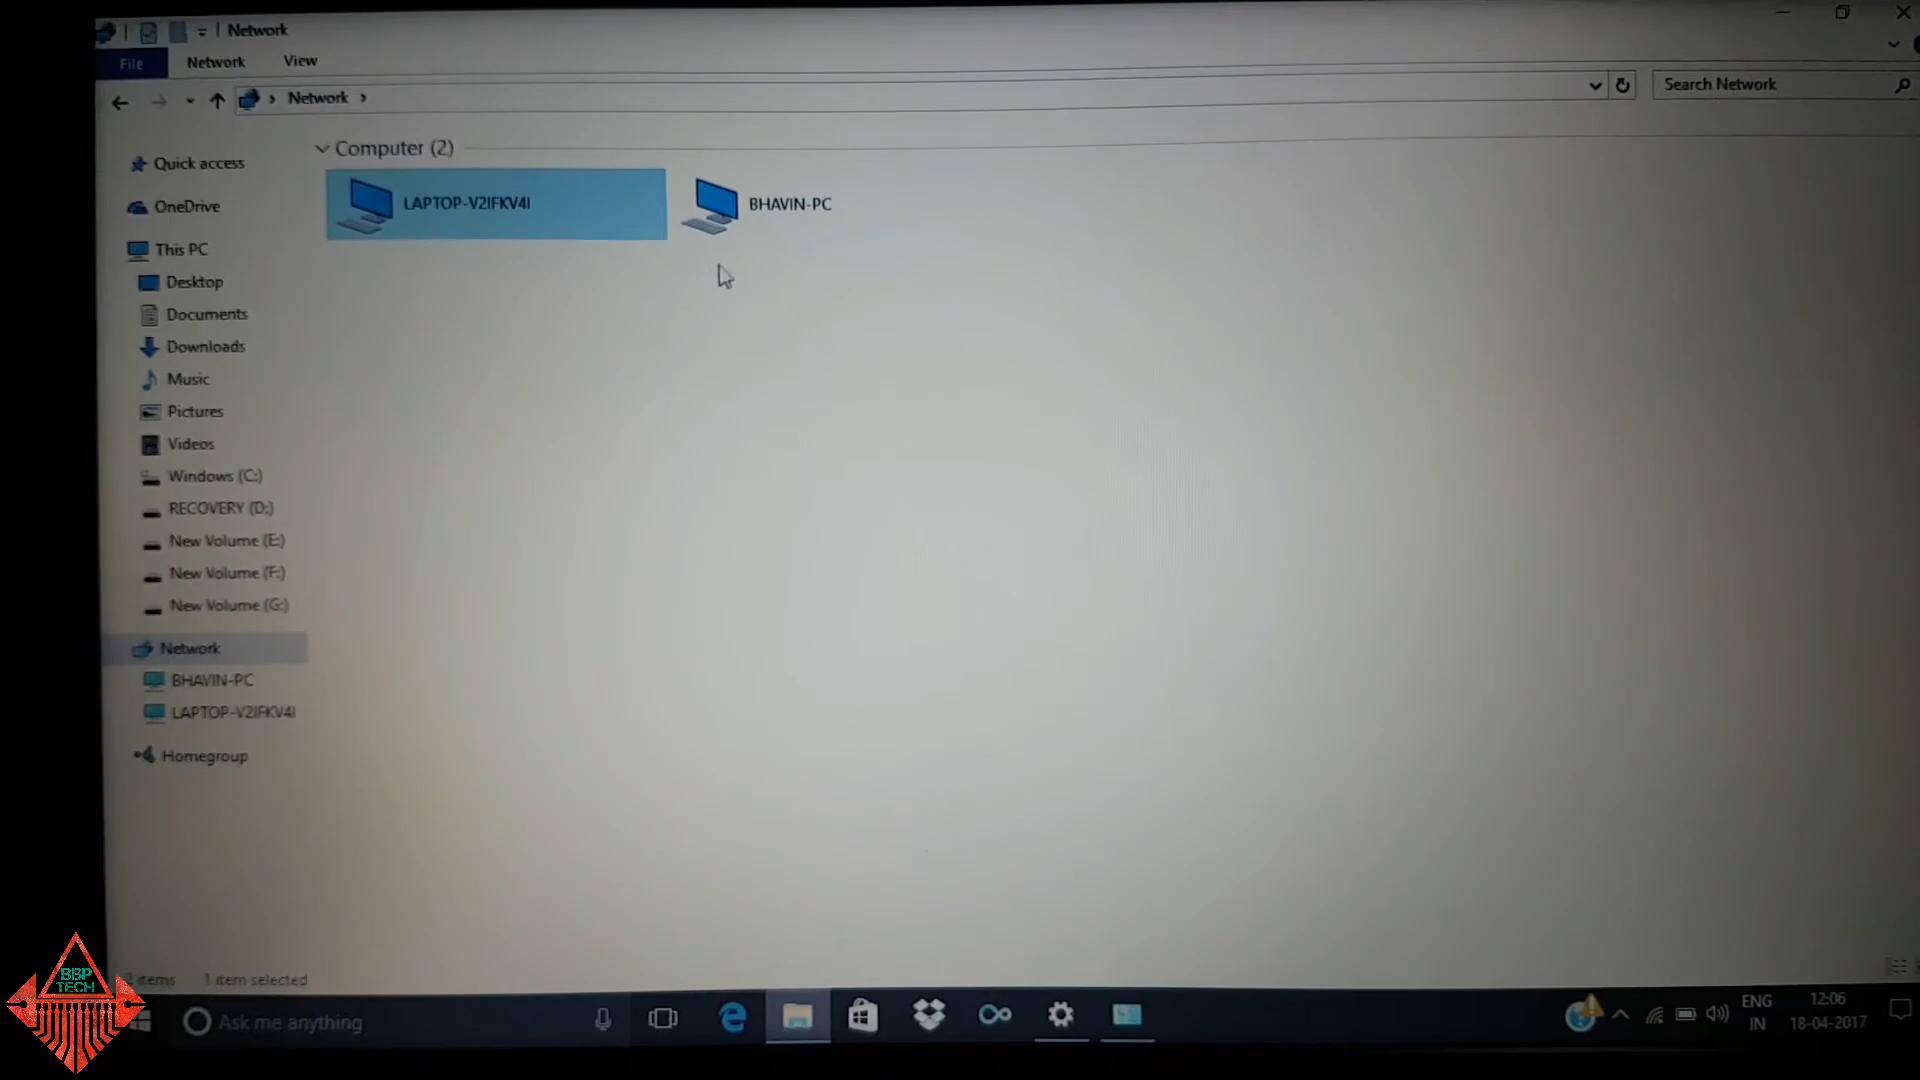 Network
File
Network
View
Network
Search Network
Computer (2)
LAPTOP-V2IFKV4I
BHAVIN-PC
Quick access
OneDrive
This PC
Desktop
Documents
Downloads
Music
Pictures
Videos
Windows (C:)
RECOVERY (D:)
New Volume (E:)
New Volume (F:)
New Volume (G:)
Network
BHAVIN-PC
LAPTOP-V2IFKV4I
Homegroup
2 items
1 item selected
BBP
TECH
Ask me anything
ENG
IN
12:06
18-04-2017